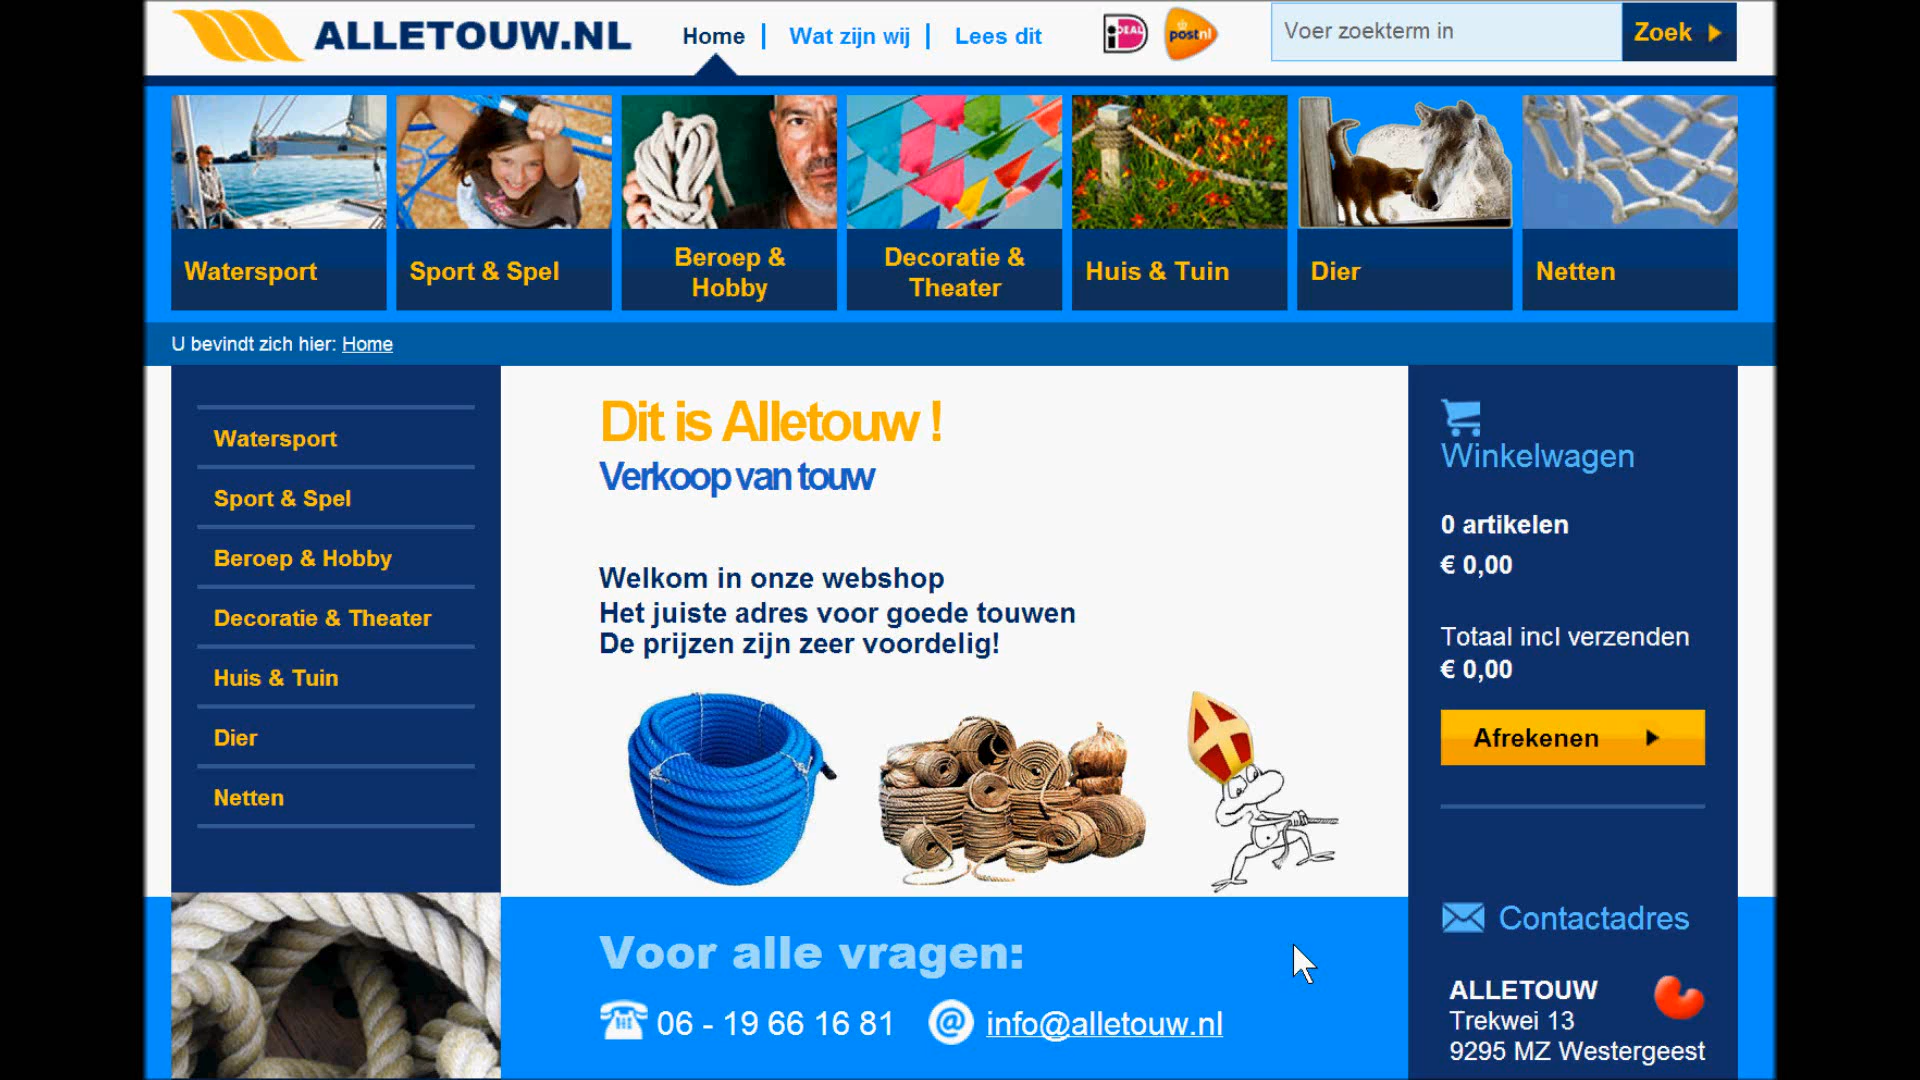 ALLETOUW.NL
Home | Wat zijn wij | Lees dit
iDEAL
postnl
Voer zoekterm in
Zoek
Watersport
Sport & Spel
Beroep &
Hobby
Decoratie &
Theater
Huis & Tuin
Dier
Netten
U bevindt zich hier: Home
Watersport
Sport & Spel
Beroep & Hobby
Decoratie & Theater
Huis & Tuin
Dier
Netten
Dit is Alletouw !
Verkoop van touw
Welkom in onze webshop
Het juiste adres voor goede touwen
De prijzen zijn zeer voordelig!
Voor alle vragen:
06 - 19 66 16 81
@ info@alletouw.nl
Winkelwagen
0 artikelen
€ 0,00
Totaal incl verzenden
€ 0,00
Afrekenen
Contactadres
ALLETOUW
Trekwei 13
9295 MZ Westergeest